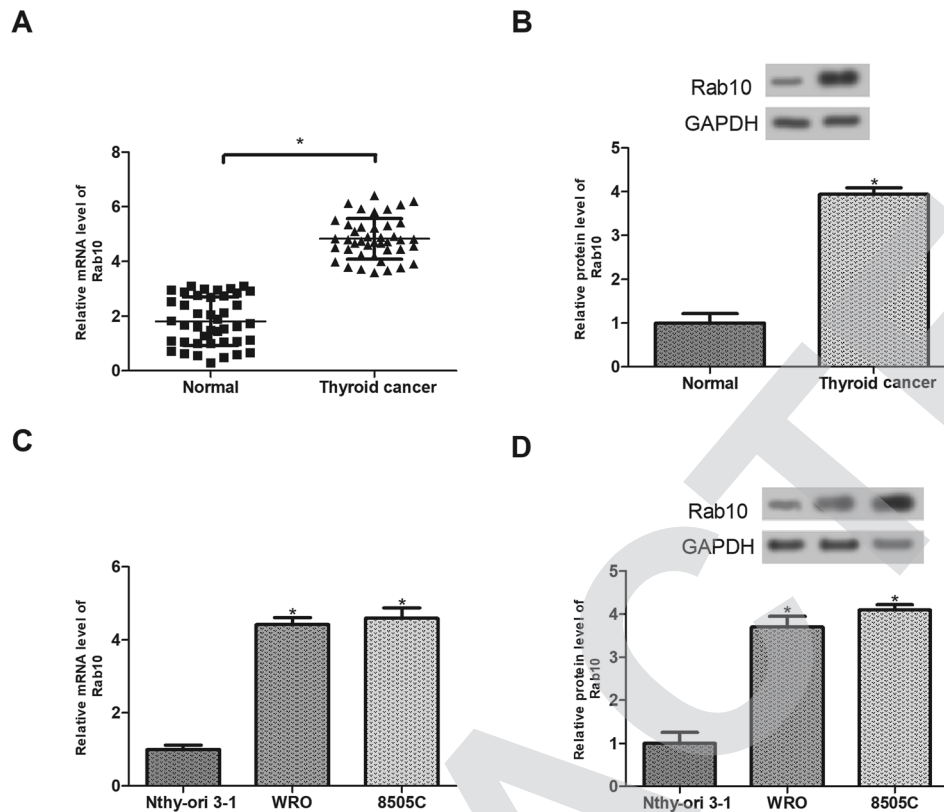 A
Relative mRNA level of
Rab10
8
6
4
2
0
*
Normal
Thyroid cancer
B
Rab10
GAPDH
Relative protein level of
Rab10
5
4
3
2
1
0
*
Normal
Thyroid cancer
C
Relative mRNA level of
Rab10
6
4
2
0
*
*
Nthy-ori 3-1
WRO
8505C
D
Rab10
GAPDH
Relative protein level of
Rab10
5
4
3
2
1
0
*
*
Nthy-ori 3-1
WRO
8505C